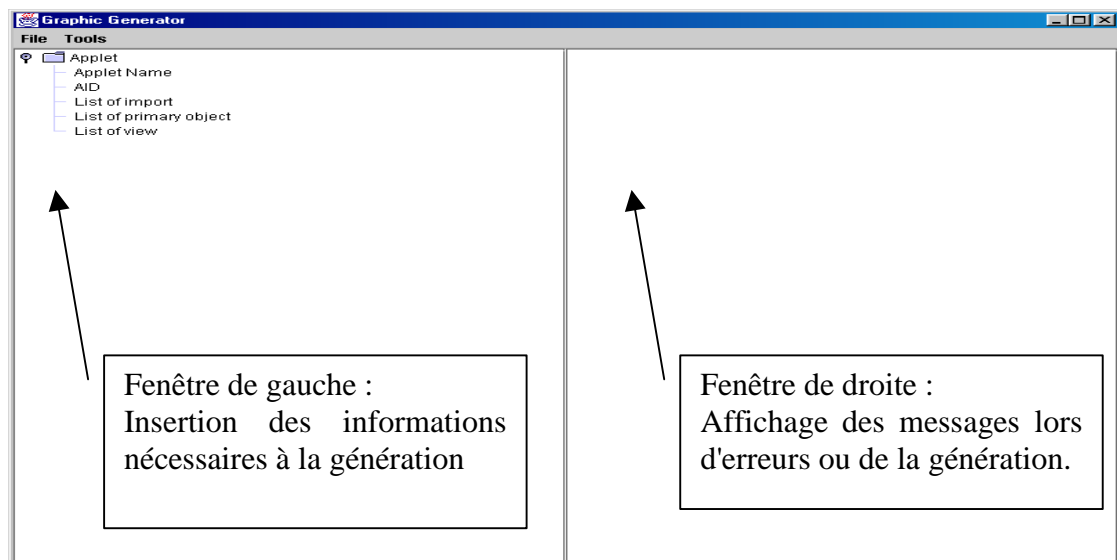 Graphic Generator
File Tools
Applet
Applet Name
AID
List of import
List of primary object
List of view
Fenêtre de gauche :
Insertion des informations
nécessaires à la génération
Fenêtre de droite :
Affichage des messages lors
d'erreurs ou de la génération.